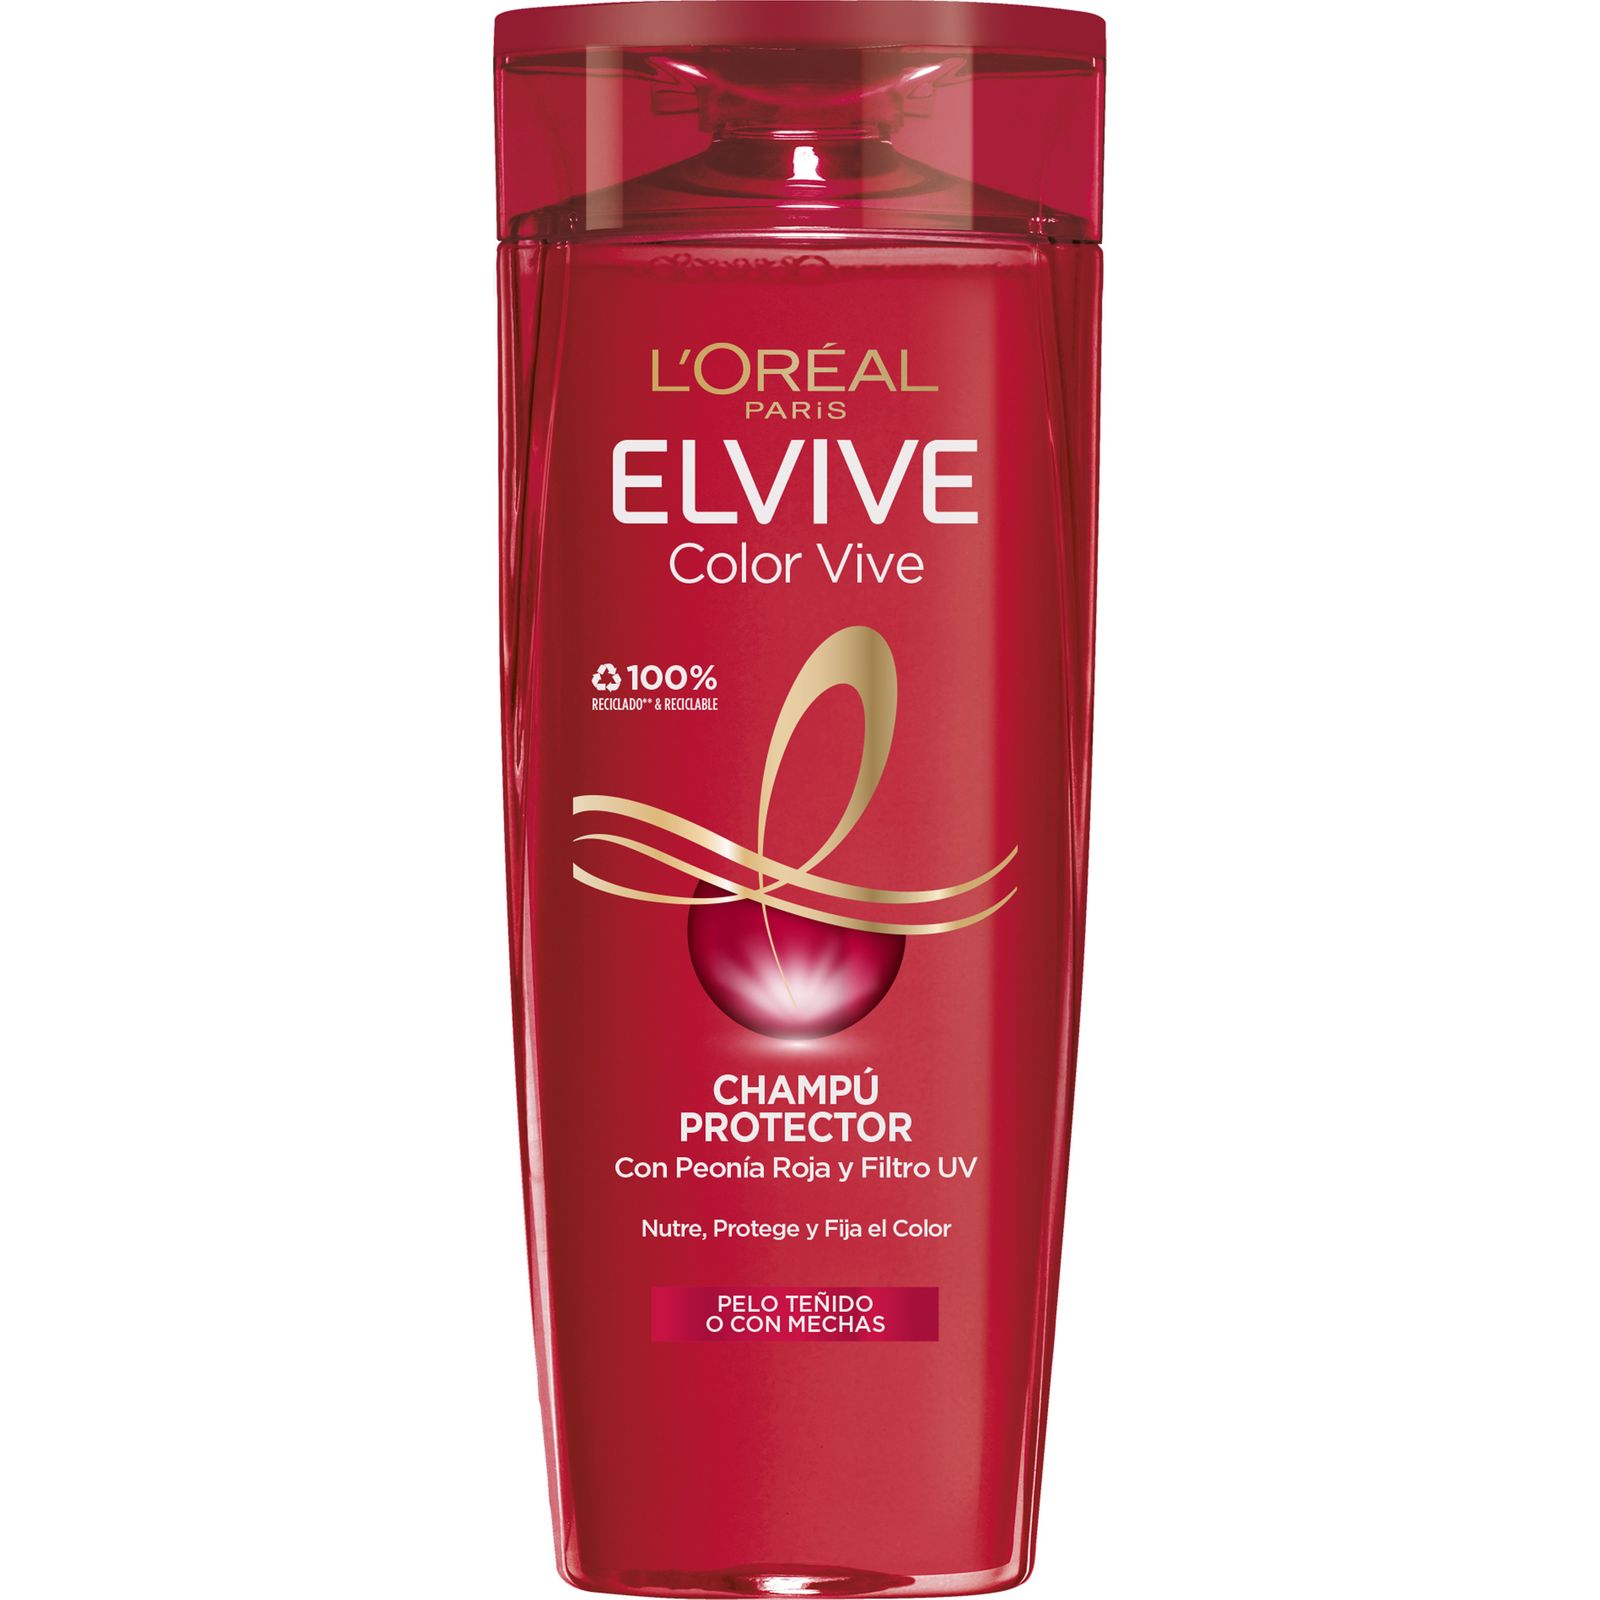 L'ORÉAL
PARiS
ELVIVE
Color Vive
100%
RECICLADO** & RECICLABLE
CHAMPÚ
PROTECTOR
Con Peonía Roja y Filtro UV
Nutre, Protege y Fija el Color
PELO TEÑIDO
O CON MECHAS